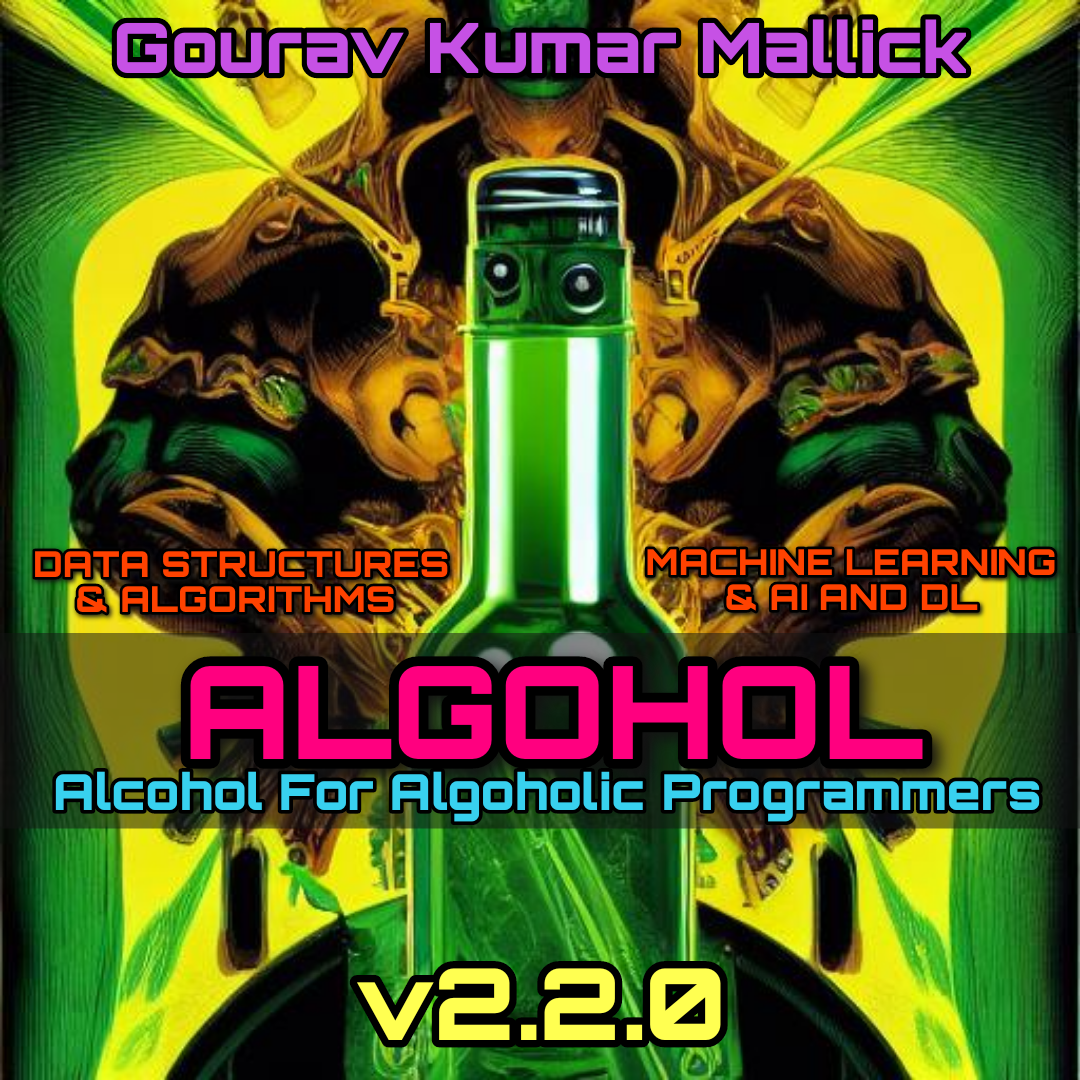 Gourav Kumar Mallick
DATA STRUCTURES
& ALGORITHMS
MACHINE LEARNING
& AI AND DL
ALGOHOL
Alcohol For Algoholic Programmers
v2.2.0